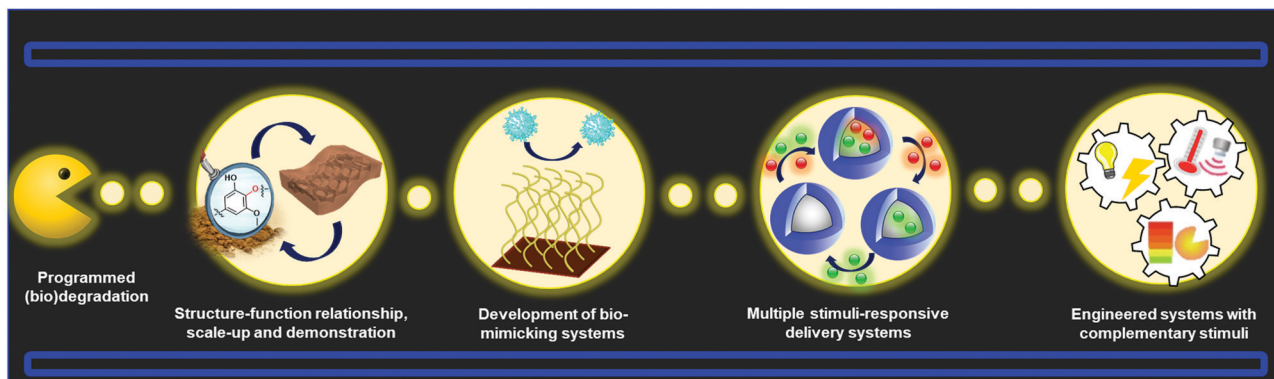 HO
O
O
Programmed
(bio)degradation
Structure-function relationship,
scale-up and demonstration
Development of bio-
mimicking systems
Multiple stimuli-responsive
delivery systems
Engineered systems with
complementary stimuli